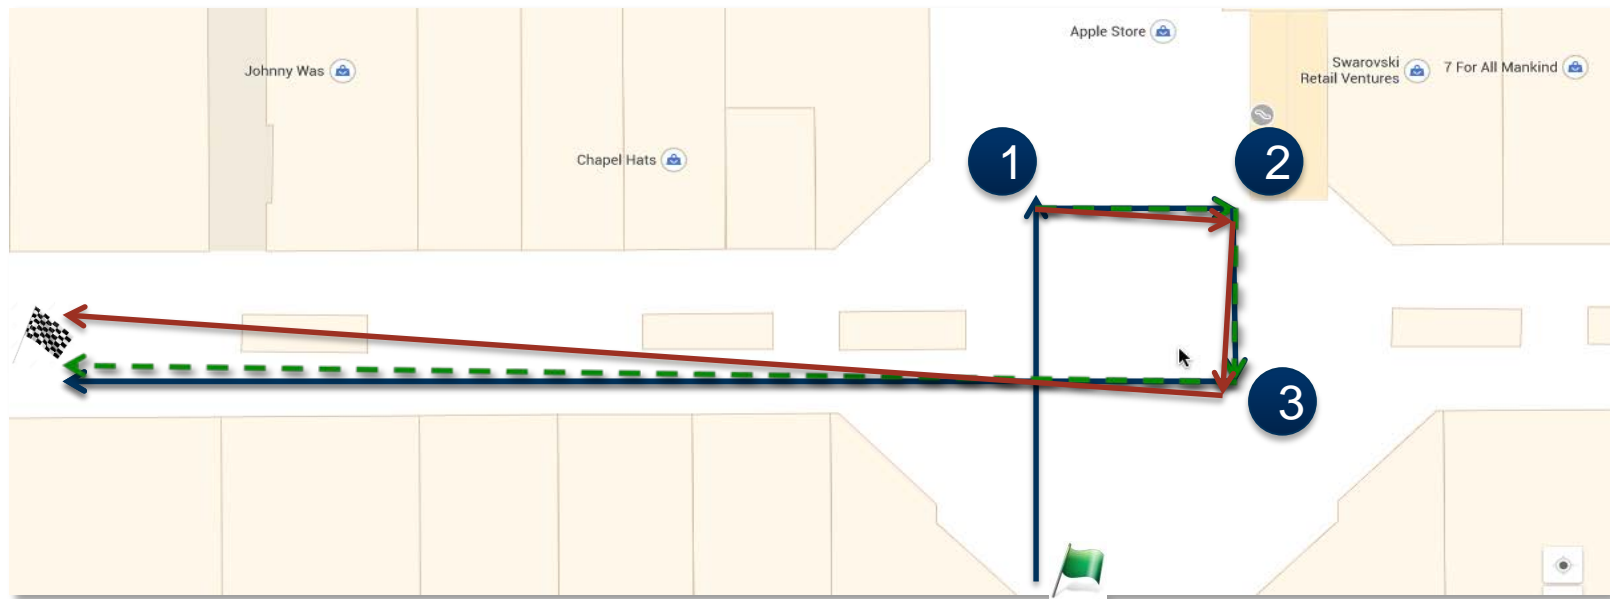 Apple Store
Johnny Was
Swarovski
Retail Ventures
7 For All Mankind
Chapel Hats
1
2
3